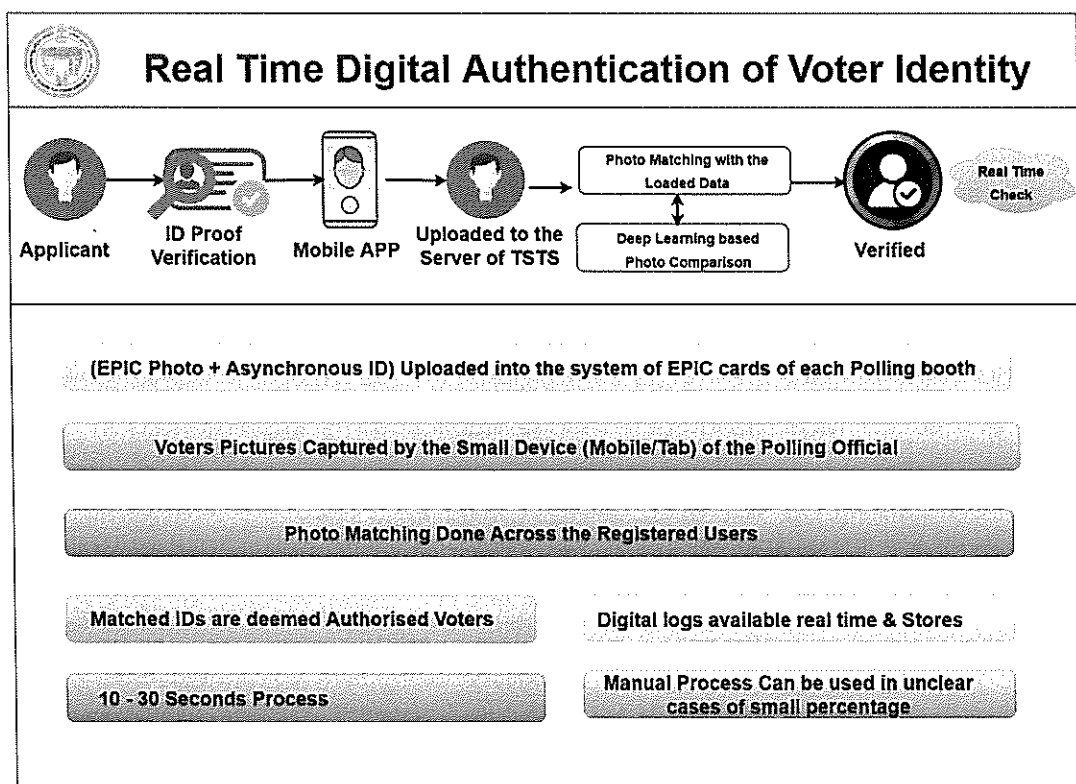 Real Time Digital Authentication of Voter Identity
Applicant
ID Proof
Verification
Mobile APP
Uploaded to the
Server of TSTS
Photo Matching with the
Loaded Data
Deep Learning based
Photo Comparison
Verified
Real Time
Check
(EPIC Photo + Asynchronous ID) Uploaded into the system of EPIC cards of each Polling booth
Voters Pictures Captured by the Small Device (Mobile/Tab) of the Polling Official
Photo Matching Done Across the Registered Users
Matched IDs are deemed Authorised Voters
Digital logs available real time & Stores
10 - 30 Seconds Process
Manual Process Can be used in unclear
cases of small percentage